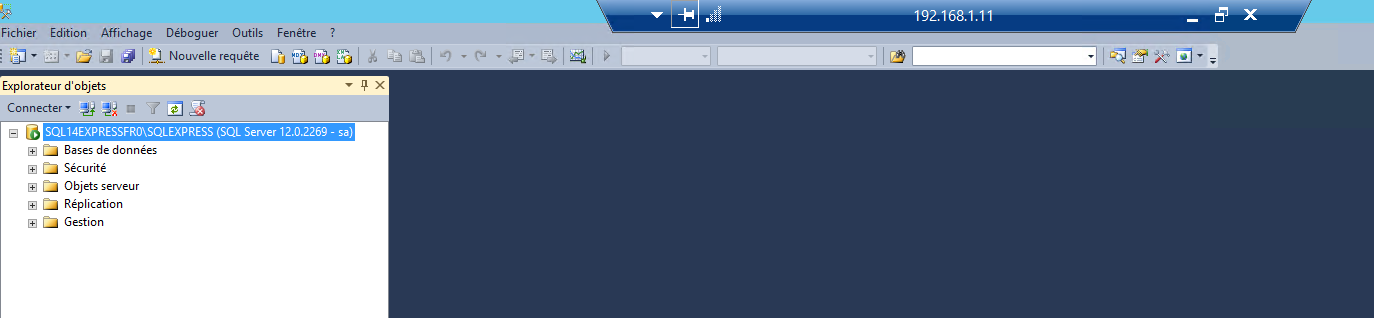 192.168.1.11
Fichier Edition Affichage Déboguer Outils Fenêtre ?
Nouvelle requête
Explorateur d'objets
Connecter
SQL14EXPRESSFR0\SQLEXPRESS (SQL Server 12.0.2269 - sa)
Bases de données
Sécurité
Objets serveur
Réplication
Gestion